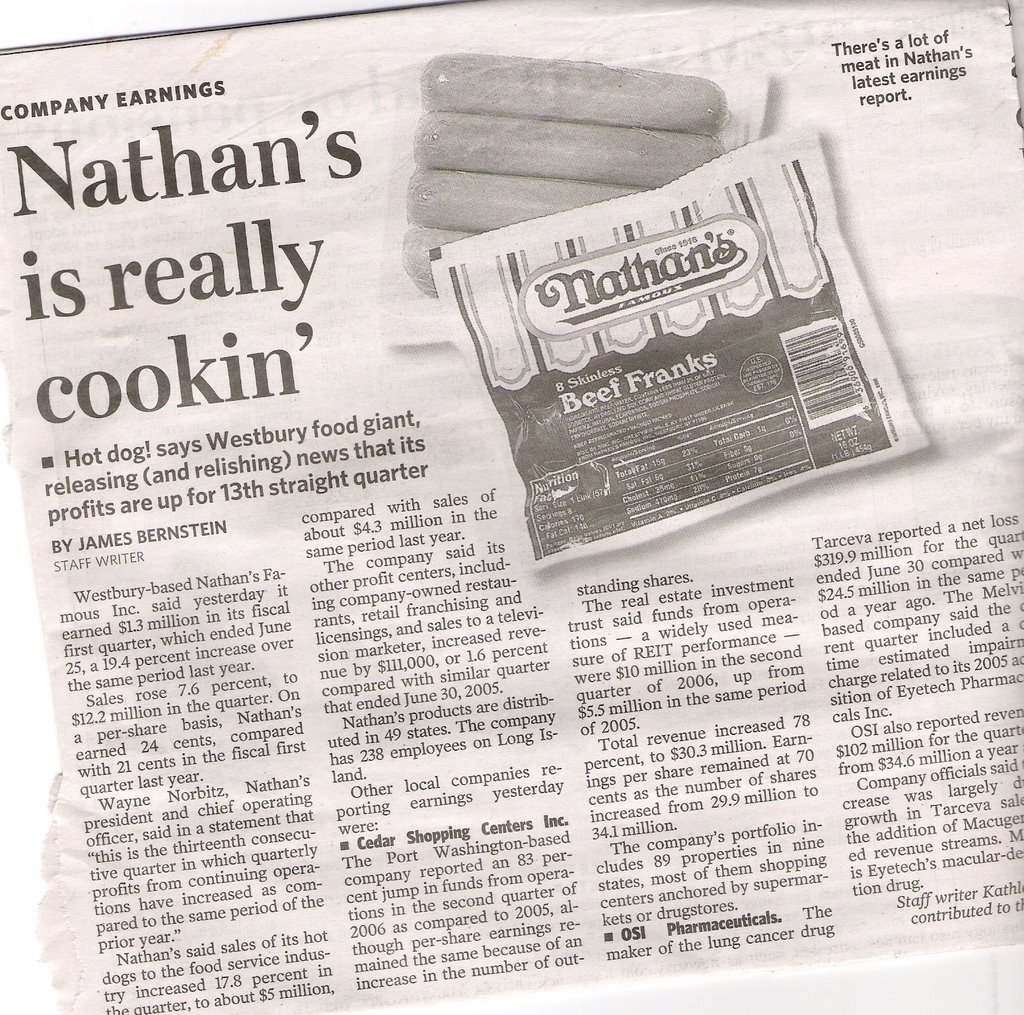 COMPANY EARNINGS
Nathan's
is really
cookin'
■ Hot dog! says Westbury food giant,
releasing (and relishing) news that its
profits are up for 13th straight quarter
BY JAMES BERNSTEIN
STAFF WRITER
There's a lot of
meat in Nathan's
latest earnings
report.
Since 1916
Nathan's
FAMOUS
8 Skinless
Beef Franks
Nutrition
NET WT
16 OZ
(1 LB) 454g
Westbury-based Nathan's Fa-
mous Inc. said yesterday it
earned $1.3 million in its fiscal
first quarter, which ended June
25, a 19.4 percent increase over
the same period last year.
Sales rose 7.6 percent, to
$12.2 million in the quarter. On
a per-share basis, Nathan's
earned 24 cents, compared
with 21 cents in the fiscal first
quarter last year.
Wayne Norbitz, Nathan's
president and chief operating
officer, said in a statement that
“this is the thirteenth consecu-
tive quarter in which quarterly
profits from continuing opera-
tions have increased as com-
pared to the same period of the
prior year.”
Nathan's said sales of its hot
dogs to the food service indus-
try increased 17.8 percent in
the quarter, to about $5 million,
compared with sales of
about $4.3 million in the
same period last year.
The company said its
other profit centers, includ-
ing company-owned restau-
rants, retail franchising and
licensings, and sales to a televi-
sion marketer, increased reve-
nue by $111,000, or 1.6 percent
compared with similar quarter
that ended June 30, 2005.
Nathan's products are distrib-
uted in 49 states. The company
has 238 employees on Long Is-
land.
Other local companies re-
porting earnings yesterday
were:
■ Cedar Shopping Centers Inc.
The Port Washington-based
company reported an 83 per-
cent jump in funds from opera-
tions in the second quarter of
2006 as compared to 2005, al-
though per-share earnings re-
mained the same because of an
increase in the number of out-
standing shares.
The real estate investment
trust said funds from opera-
tions — a widely used mea-
sure of REIT performance —
were $10 million in the second
quarter of 2006, up from
$5.5 million in the same period
of 2005.
Total revenue increased 78
percent, to $30.3 million. Earn-
ings per share remained at 70
cents as the number of shares
increased from 29.9 million to
34.1 million.
The company's portfolio in-
cludes 89 properties in nine
states, most of them shopping
centers anchored by supermar-
kets or drugstores.
■ OSI Pharmaceuticals. The
maker of the lung cancer drug
Tarceva reported a net loss
$319.9 million for the quart
ended June 30 compared w
$24.5 million in the same pe
od a year ago. The Melvi
based company said the c
rent quarter included a o
time estimated impairm
charge related to its 2005 ac
sition of Eyetech Pharmac
cals Inc.
OSI also reported reven
$102 million for the quarte
from $34.6 million a year
Company officials said
crease was largely d
growth in Tarceva sale
the addition of Macugen
ed revenue streams. M
is Eyetech's macular-de
tion drug.
Staff writer Kathle
contributed to th